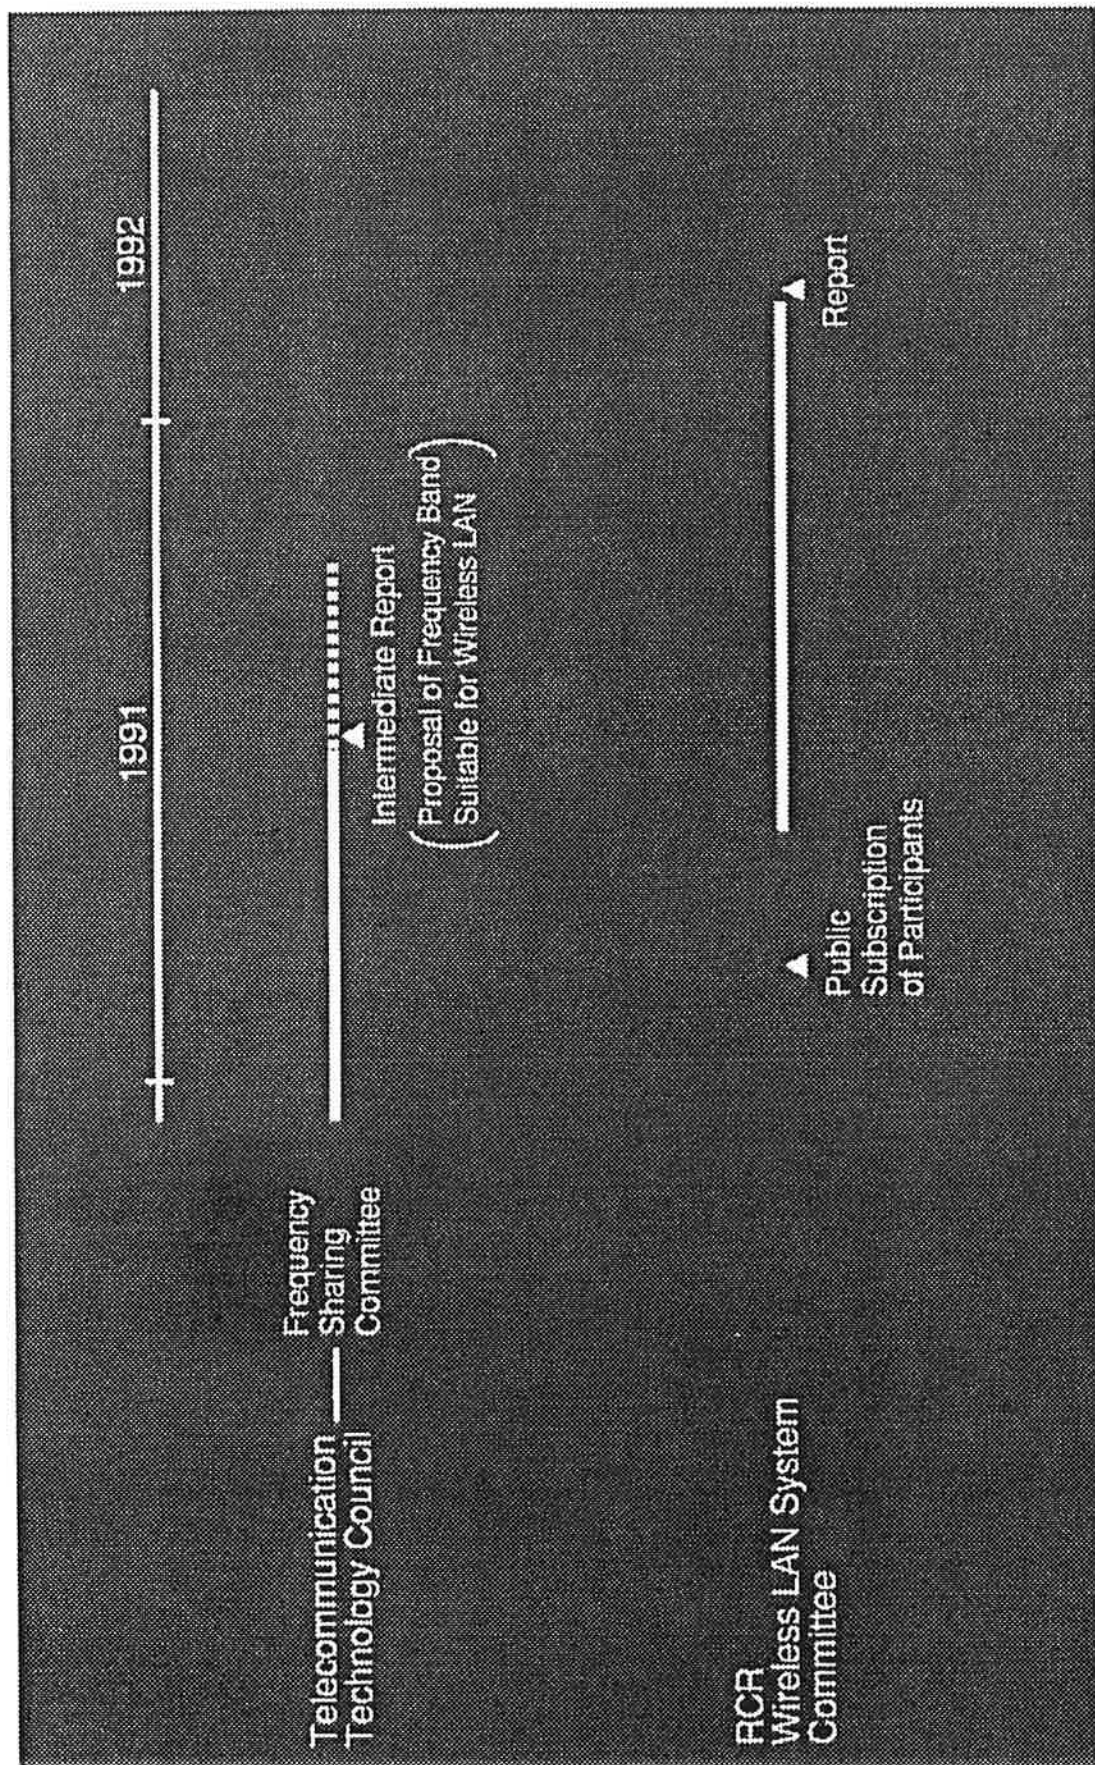 1991
1992
Telecommunication
Technology Council
Frequency
Sharing
Committee
Intermediate Report
(Proposal of Frequency Band
Suitable for Wireless LAN)
RCR
Wireless LAN System
Committee
Public
Subscription
of Participants
Report